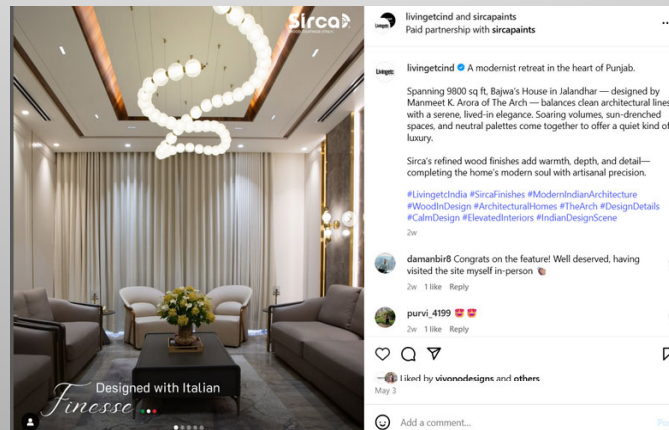 Sirca
Designed with Italian
Finesse
livingetcind and sircapaints
Paid partnership with sircapaints
livingetcind A modernist retreat in the heart of Punjab.
Spanning 9800 sq ft, Bajwa's House in Jalandhar — designed by
Manmeet K. Arora of The Arch — balances clean architectural lines
with a serene, lived-in elegance. Soaring volumes, sun-drenched
spaces, and neutral palettes come together to offer a quiet kind of
luxury.
Sirca's refined wood finishes add warmth, depth, and detail—
completing the home's modern soul with artisanal precision.
#LivingetcIndia #SircaFinishes #ModernIndianArchitecture
#WoodInDesign #ArchitecturalHomes #TheArch #DesignDetails
#CalmDesign #ElevatedInteriors #IndianDesignScene
2w
damanbir8 Congrats on the feature! Well deserved, having
visited the site myself in-person
2w 1 like Reply
purvi_4199
2w 1 like Reply
Liked by vivonodesigns and others
May 3
Add a comment...